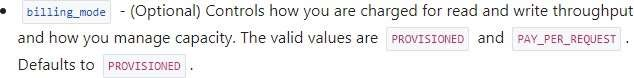 • billing_mode - (Optional) Controls how you are charged for read and write throughput
and how you manage capacity. The valid values are PROVISIONED and PAY_PER_REQUEST .
Defaults to PROVISIONED .